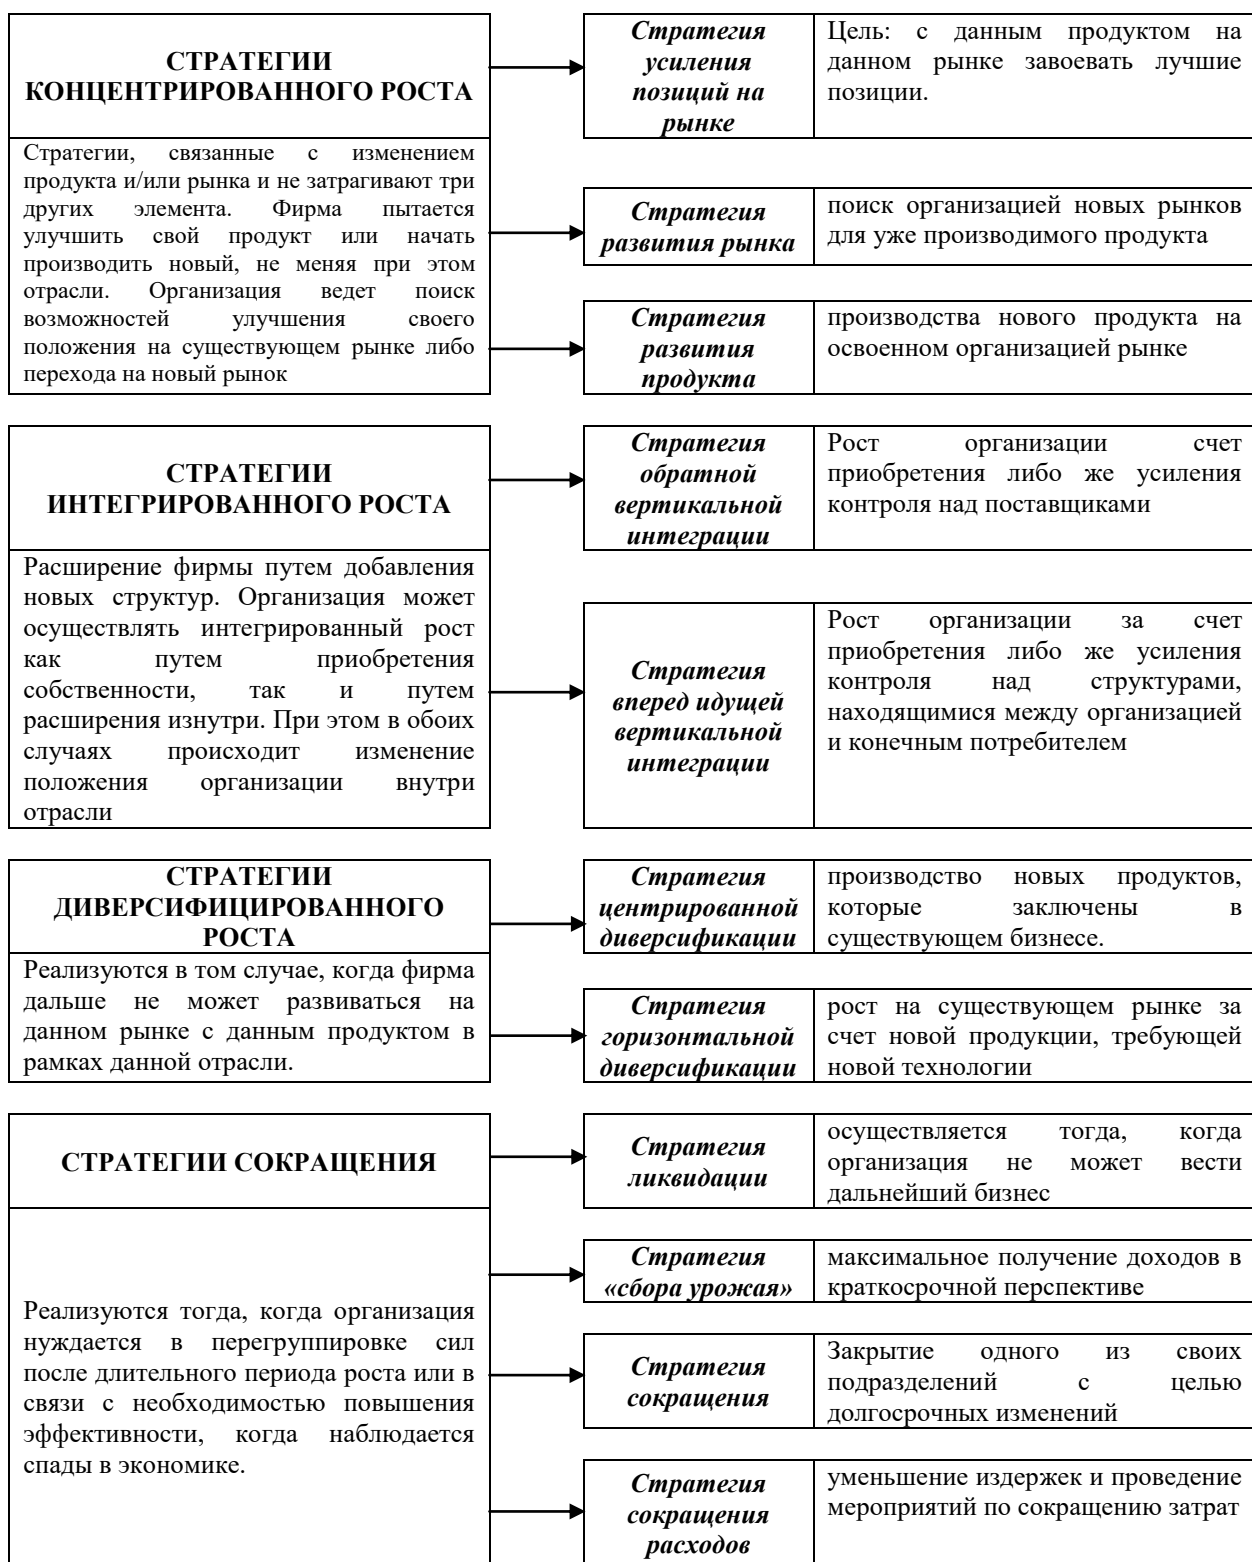 СТРАТЕГИИ
КОНЦЕНТРИРОВАННОГО РОСТА
Стратегии, связанные с изменением
продукта и/или рынка и не затрагивают три
других элемента. Фирма пытается
улучшить свой продукт или начать
производить новый, не меняя при этом
отрасли. Организация ведет поиск
возможностей улучшения своего
положения на существующем рынке либо
перехода на новый рынок
Стратегия
усиления
позиций на
рынке
Цель: с данным продуктом на
данном рынке завоевать лучшие
позиции.
Стратегия
развития рынка
поиск организацией новых рынков
для уже производимого продукта
Стратегия
развития
продукта
производства нового продукта на
освоенном организацией рынке
СТРАТЕГИИ
ИНТЕГРИРОВАННОГО РОСТА
Расширение фирмы путем добавления
новых структур. Организация может
осуществлять интегрированный рост
как путем приобретения
собственности, так и путем
расширения изнутри. При этом в обоих
случаях происходит изменение
положения организации внутри
отрасли
Стратегия
обратной
вертикальной
интеграции
Рост организации счет
приобретения либо же усиления
контроля над поставщиками
Стратегия
вперед идущей
вертикальной
интеграции
Рост организации за счет
приобретения либо же усиления
контроля над структурами,
находящимися между организацией
и конечным потребителем
СТРАТЕГИИ
ДИВЕРСИФИЦИРОВАННОГО
РОСТА
Реализуются в том случае, когда фирма
дальше не может развиваться на
данном рынке с данным продуктом в
рамках данной отрасли.
Стратегия
центрированной
диверсификации
производство новых продуктов,
которые заключены в
существующем бизнесе.
Стратегия
горизонтальной
диверсификации
рост на существующем рынке за
счет новой продукции, требующей
новой технологии
СТРАТЕГИИ СОКРАЩЕНИЯ
Реализуются тогда, когда организация
нуждается в перегруппировке сил
после длительного периода роста или в
связи с необходимостью повышения
эффективности, когда наблюдается
спады в экономике.
Стратегия
ликвидации
осуществляется тогда, когда
организация не может вести
дальнейший бизнес
Стратегия
«сбора урожая»
максимальное получение доходов в
краткосрочной перспективе
Стратегия
сокращения
Закрытие одного из своих
подразделений с целью
долгосрочных изменений
Стратегия
сокращения
расходов
уменьшение издержек и проведение
мероприятий по сокращению затрат